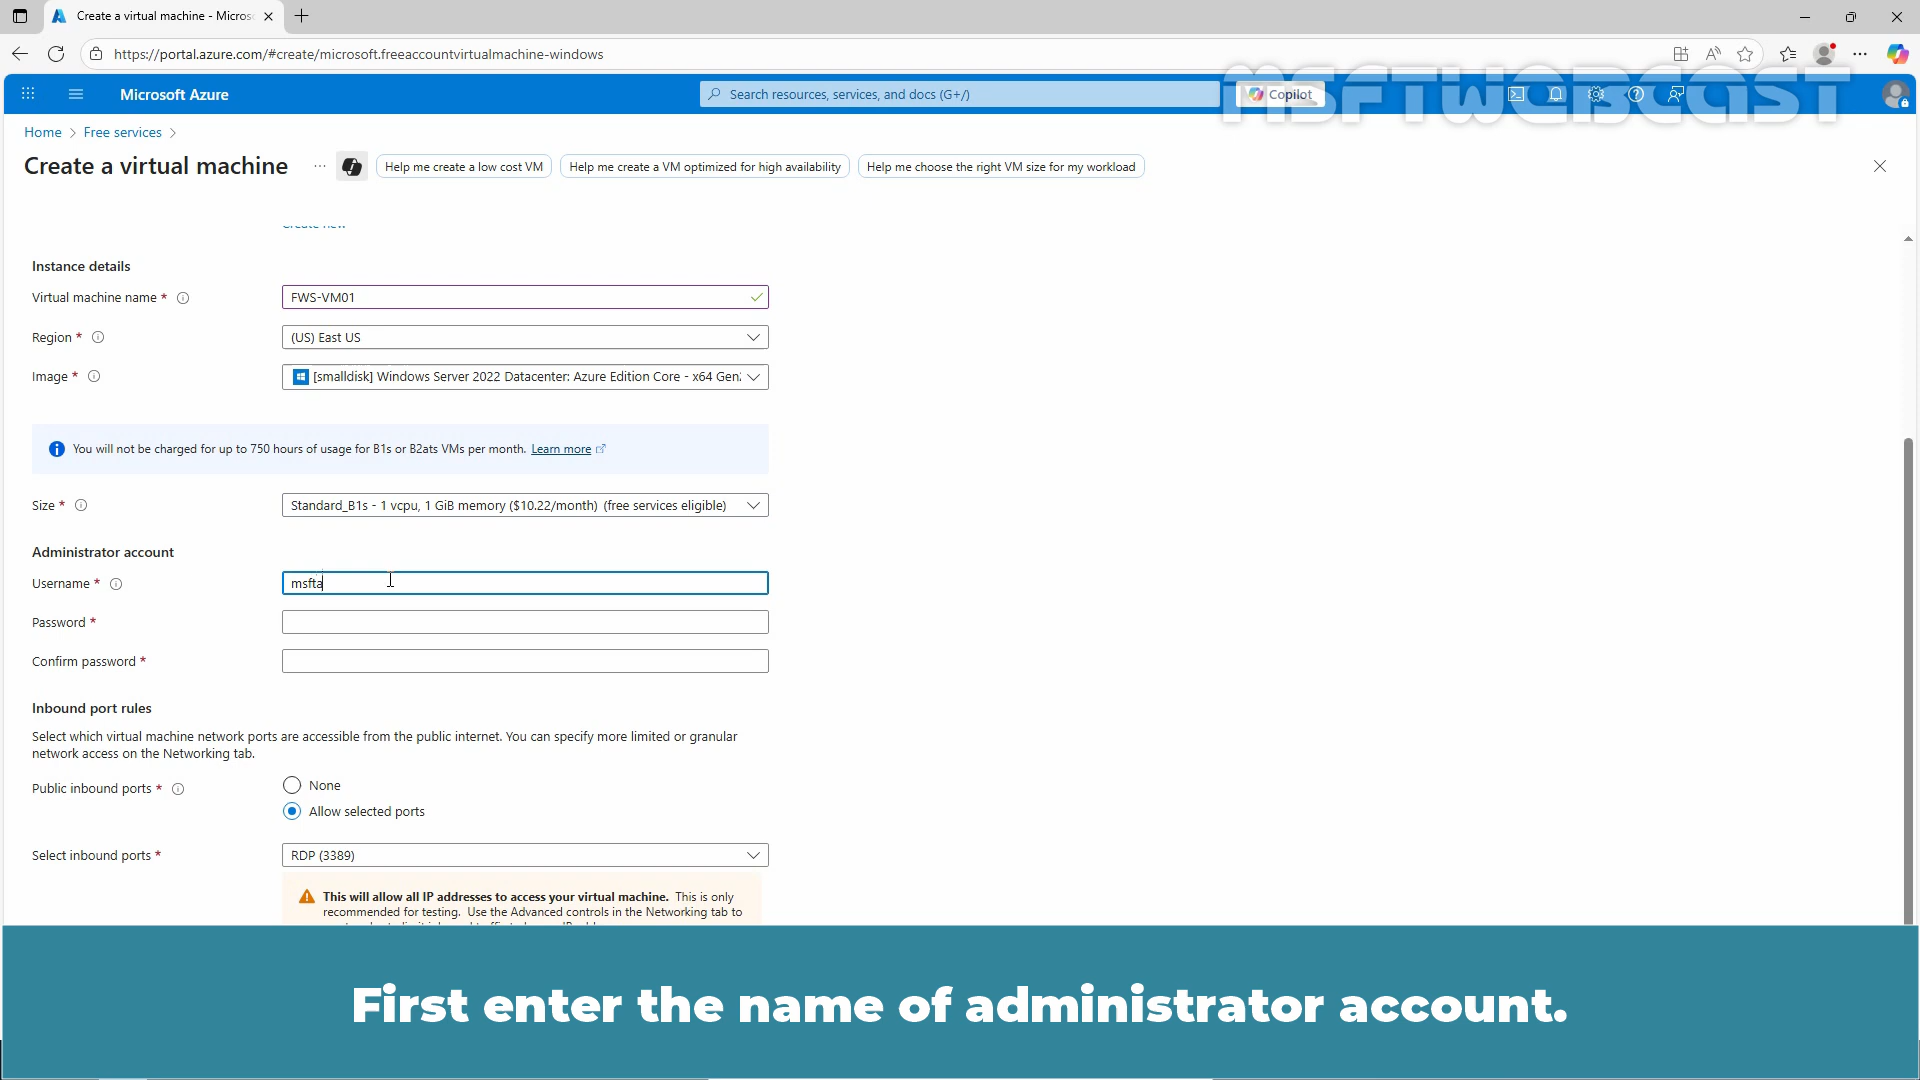 Create a virtual machine - Micros
https://portal.azure.com/#create/microsoft.freeaccountvirtualmachine-windows
Microsoft Azure
Search resources, services, and docs (G+/)
Copilot
MSFTWEBCAST
Home > Free services >
Create a virtual machine
...
Help me create a low cost VM
Help me create a VM optimized for high availability
Help me choose the right VM size for my workload
Create new
Instance details
Virtual machine name *
FWS-VM01
Region *
(US) East US
Image *
[smalldisk] Windows Server 2022 Datacenter: Azure Edition Core - x64 Gen
You will not be charged for up to 750 hours of usage for B1s or B2ats VMs per month. Learn more
Size *
Standard_B1s - 1 vcpu, 1 GiB memory ($10.22/month) (free services eligible)
Administrator account
Username *
msfta
Password *
Confirm password *
Inbound port rules
Select which virtual machine network ports are accessible from the public internet. You can specify more limited or granular
network access on the Networking tab.
Public inbound ports *
None
Allow selected ports
Select inbound ports *
RDP (3389)
This will allow all IP addresses to access your virtual machine. This is only
recommended for testing. Use the Advanced controls in the Networking tab to
First enter the name of administrator account.